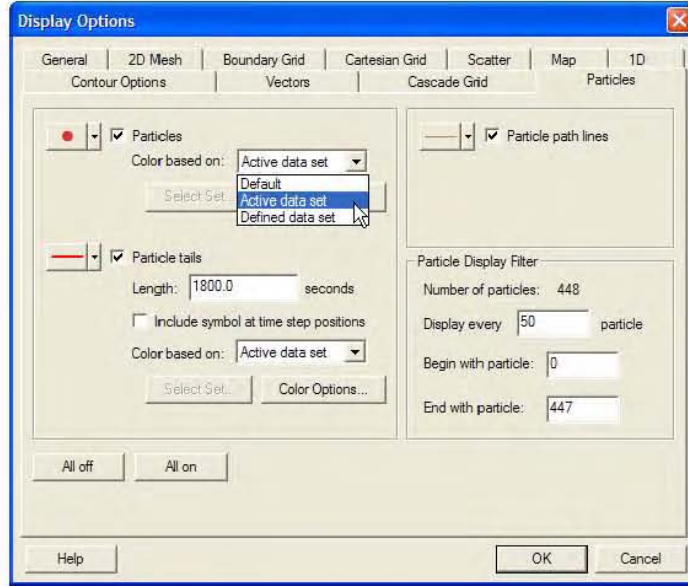 Display Options
General 2D Mesh Boundary Grid Cartesian Grid Scatter Map 1D
Contour Options Vectors Cascade Grid Particles
Particles
Color based on: Active data set
Default
Active data set
Defined data set
Select Set
Particle tails
Length: 1800.0 seconds
Include symbol at time step positions
Color based on: Active data set
Select Set... Color Options...
Particle path lines
Particle Display Filter
Number of particles: 448
Display every 50 particle
Begin with particle: 0
End with particle: 447
All off All on
Help OK Cancel